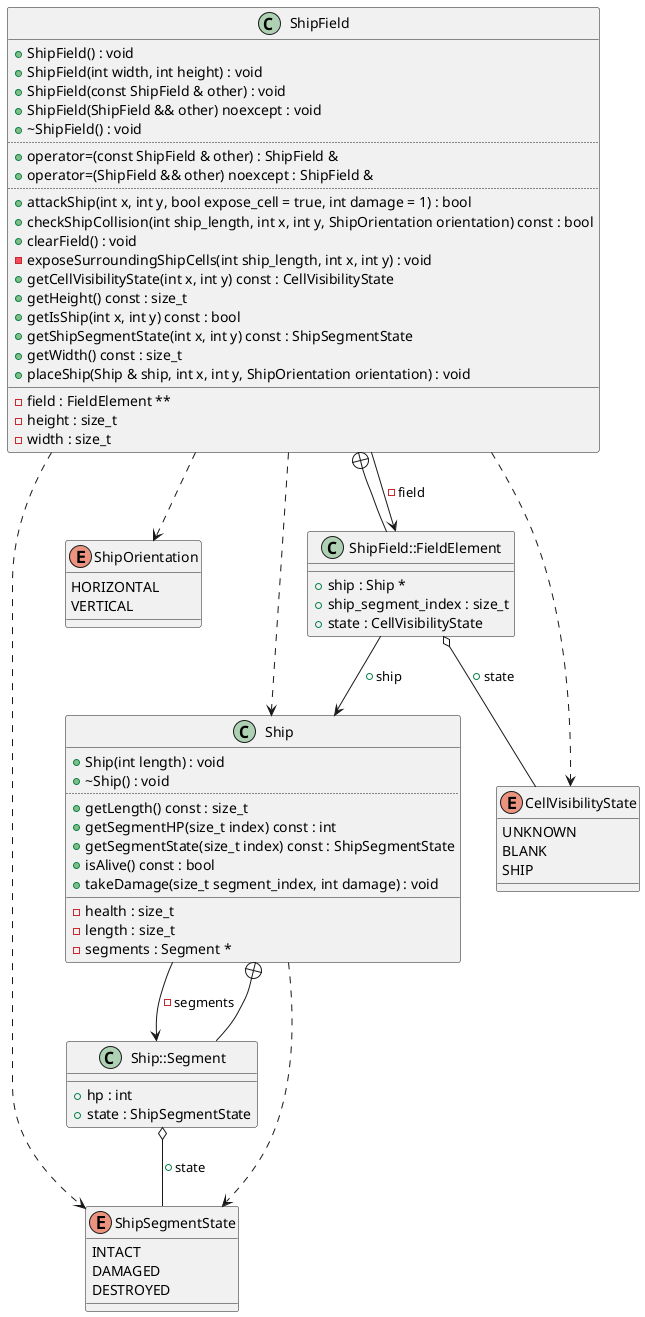 C ShipField
ShipField() : void
ShipField(int width, int height) : void
ShipField(const ShipField & other) : void
ShipField(ShipField && other) noexcept : void
~ShipField() : void
operator=(const ShipField & other) : ShipField &
operator=(ShipField && other) noexcept : ShipField &
attackShip(int x, int y, bool expose_cell = true, int damage = 1) : bool
checkShipCollision(int ship_length, int x, int y, ShipOrientation orientation) const : bool
clearField() : void
exposeSurroundingShipCells(int ship_length, int x, int y) : void
getCellVisibilityState(int x, int y) const : CellVisibilityState
getHeight() const : size_t
getIsShip(int x, int y) const : bool
getShipSegmentState(int x, int y) const : ShipSegmentState
getWidth() const : size_t
placeShip(Ship & ship, int x, int y, ShipOrientation orientation) : void
field : FieldElement **
height : size_t
width : size_t
field
E ShipOrientation
HORIZONTAL
VERTICAL
C ShipField::FieldElement
ship : Ship *
ship_segment_index : size_t
state : CellVisibilityState
ship
state
C Ship
Ship(int length) : void
~Ship() : void
getLength() const : size_t
getSegmentHP(size_t index) const : int
getSegmentState(size_t index) const : ShipSegmentState
isAlive() const : bool
takeDamage(size_t segment_index, int damage) : void
health : size_t
length : size_t
segments : Segment *
E CellVisibilityState
UNKNOWN
BLANK
SHIP
segments
C Ship::Segment
hp : int
state : ShipSegmentState
state
E ShipSegmentState
INTACT
DAMAGED
DESTROYED